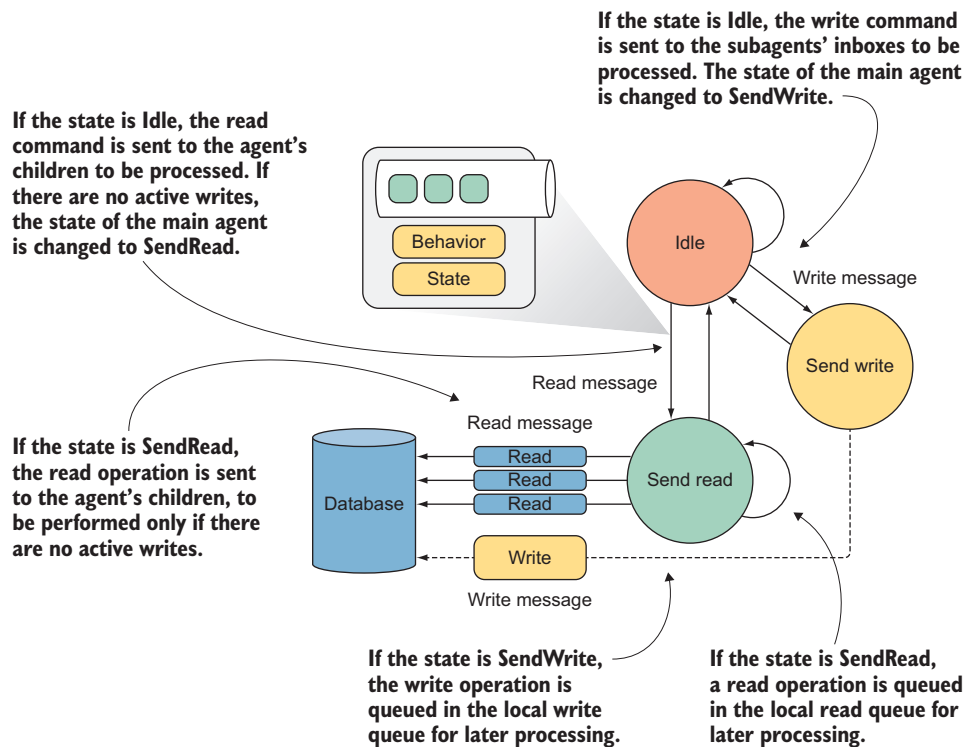 If the state is Idle, the write command
is sent to the subagents' inboxes to be
processed. The state of the main agent
is changed to SendWrite.
If the state is Idle, the read
command is sent to the agent's
children to be processed. If
there are no active writes,
the state of the main agent
is changed to SendRead.
Behavior
State
Idle
Write message
Send write
Read message
If the state is SendRead,
the read operation is sent
to the agent's children, to
be performed only if there
are no active writes.
Read message
Database
Read
Read
Read
Send read
Write
Write message
If the state is SendWrite,
the write operation is
queued in the local write
queue for later processing.
If the state is SendRead,
a read operation is queued
in the local read queue for
later processing.